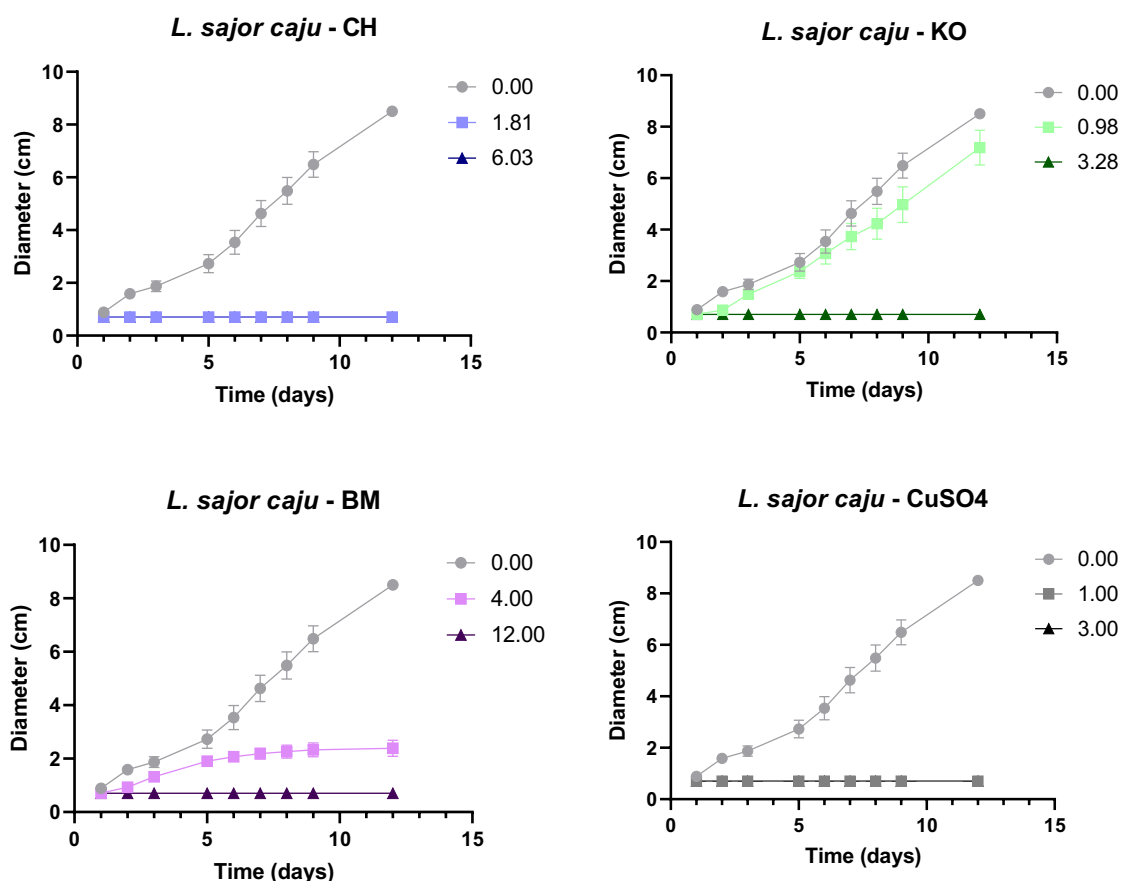 L. sajor caju - CH
10
8
6
4
2
0
Diameter (cm)
0 5 10 15
Time (days)
0.00
1.81
6.03
L. sajor caju - KO
10
8
6
4
2
0
Diameter (cm)
0 5 10 15
Time (days)
0.00
0.98
3.28
L. sajor caju - BM
10
8
6
4
2
0
Diameter (cm)
0 5 10 15
Time (days)
0.00
4.00
12.00
L. sajor caju - CuSO4
10
8
6
4
2
0
Diameter (cm)
0 5 10 15
Time (days)
0.00
1.00
3.00